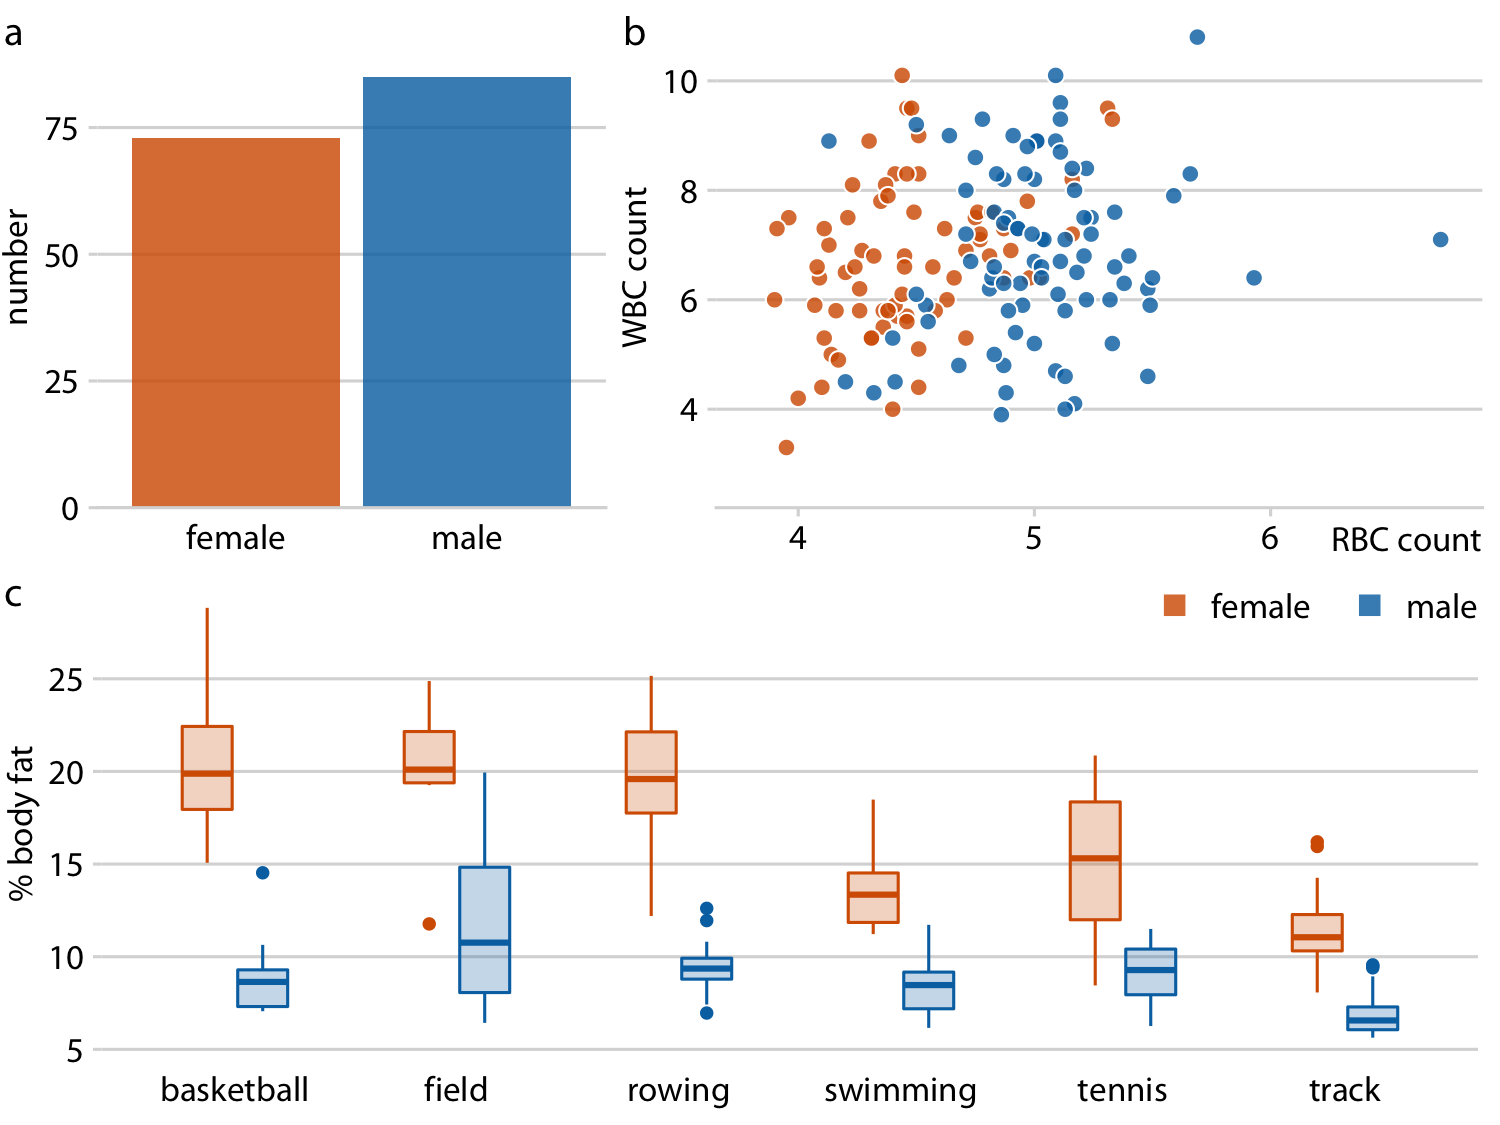 a
75
50
25
0
number
female male
b
10
8
6
4
WBC count
4 5 6 RBC count
c
female male
25
20
15
10
5
% body fat
basketball field rowing swimming tennis track